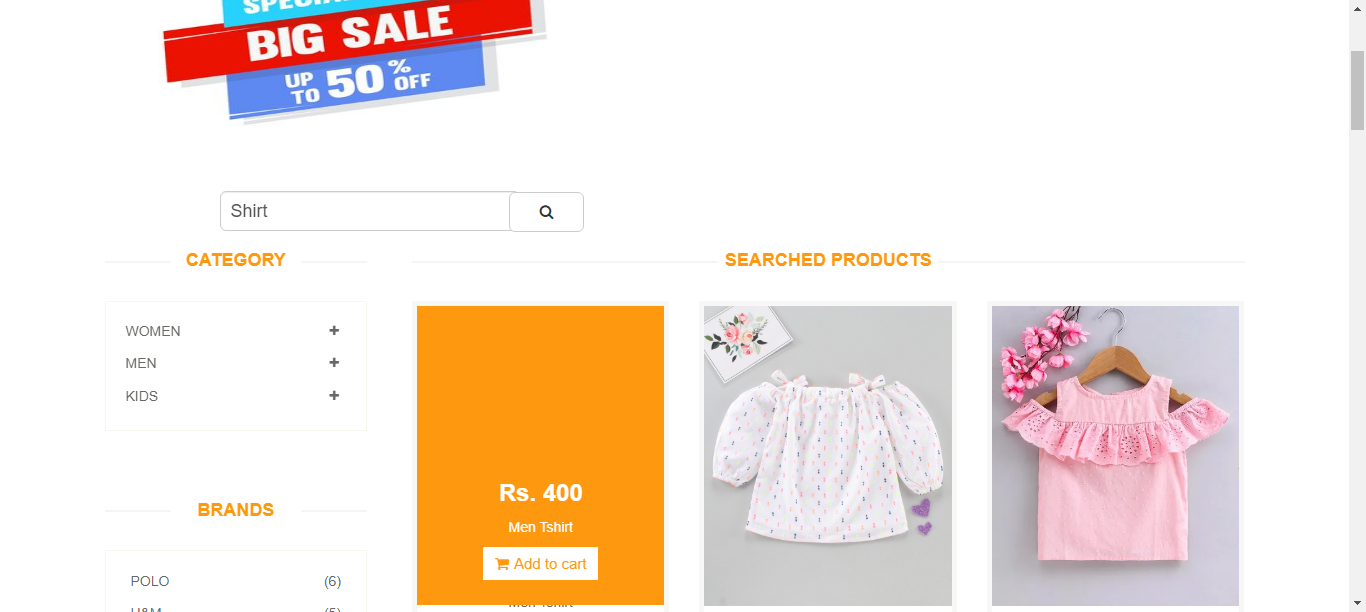 SPECIAL
BIG SALE
UP TO 50% OFF
Shirt
CATEGORY
SEARCHED PRODUCTS
WOMEN
MEN
KIDS
Rs. 400
Men Tshirt
Add to cart
BRANDS
POLO (6)
H&M (5)
Men Tshirt